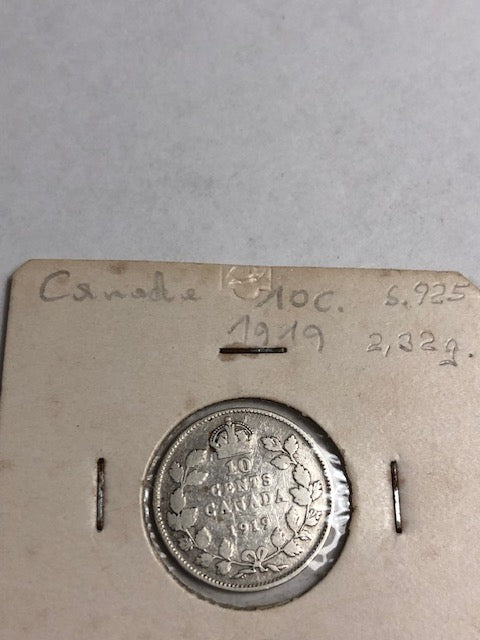 Canada 10c. S.925
1919 2,32g.
10
CENTS
CANADA
1919